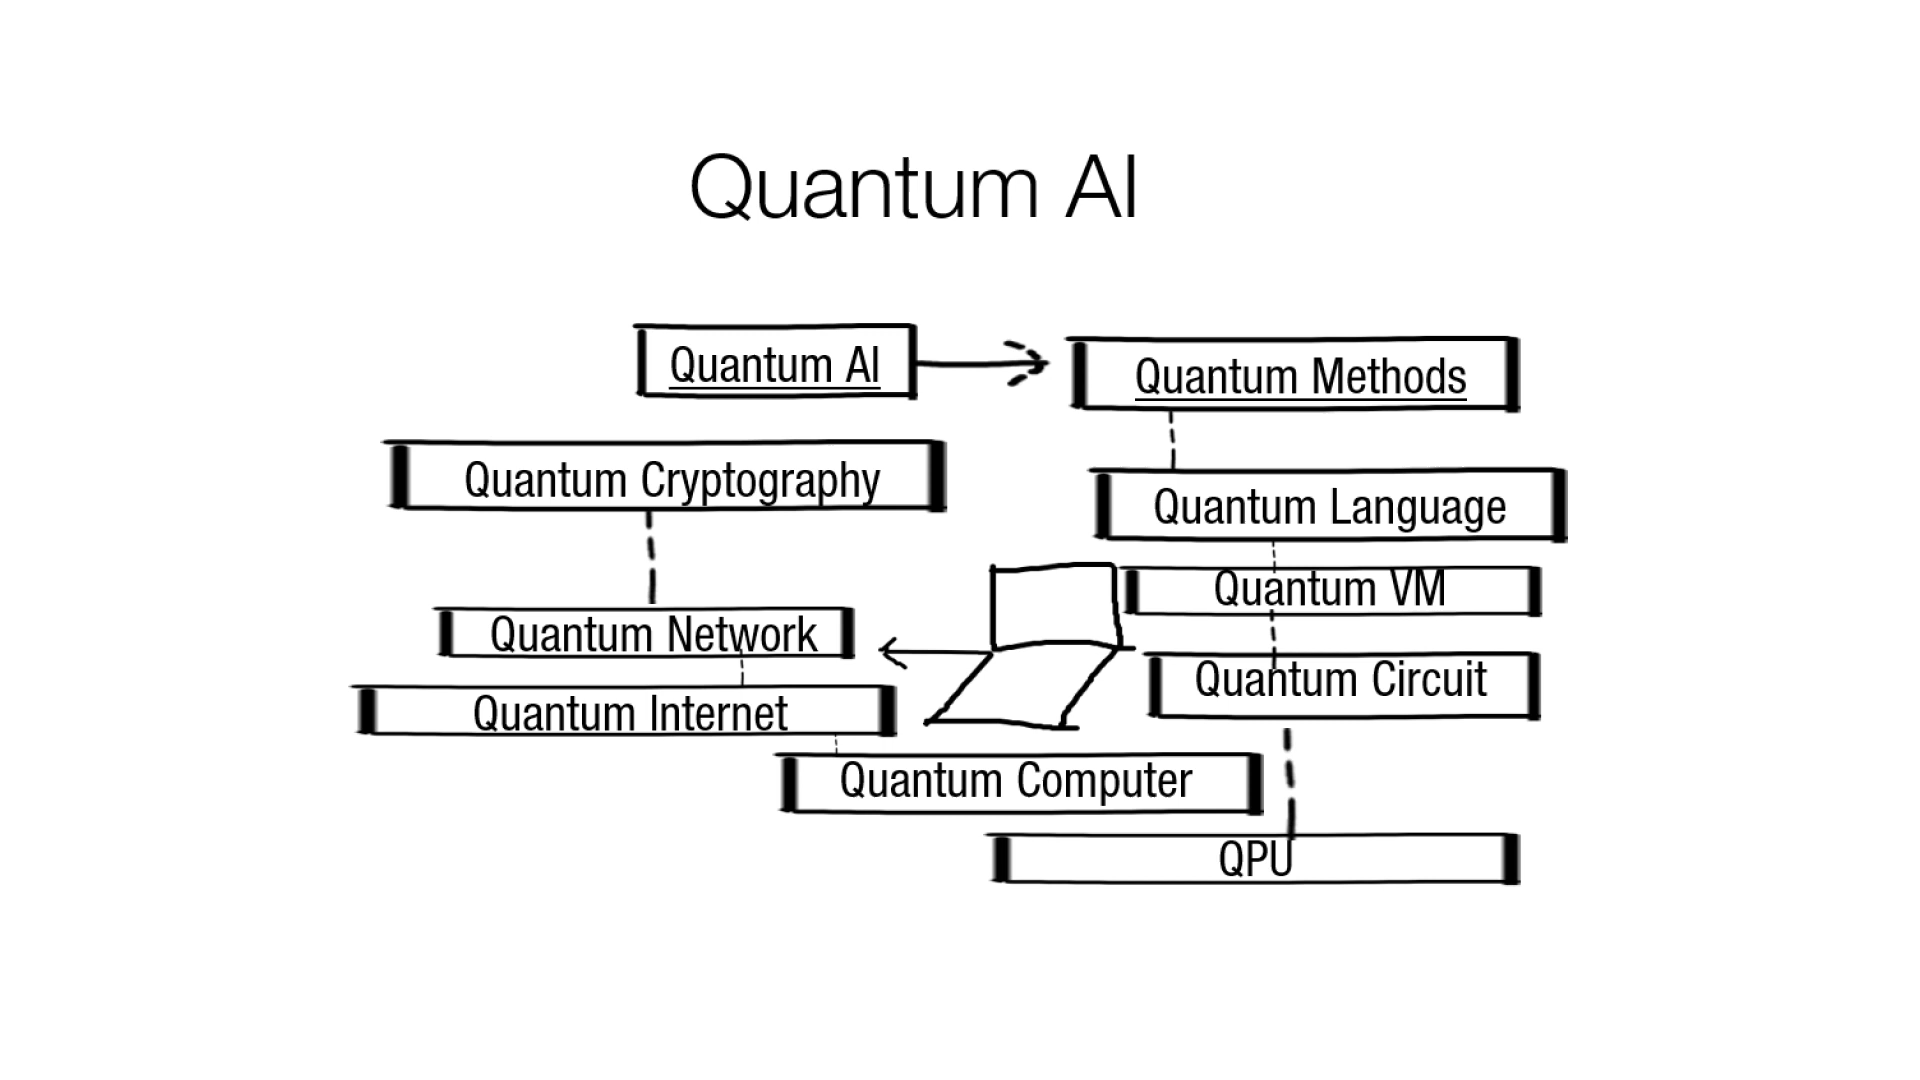 Quantum AI
Quantum AI
Quantum Methods
Quantum Cryptography
Quantum Language
Quantum VM
Quantum Network
Quantum Circuit
Quantum Internet
Quantum Computer
QPU